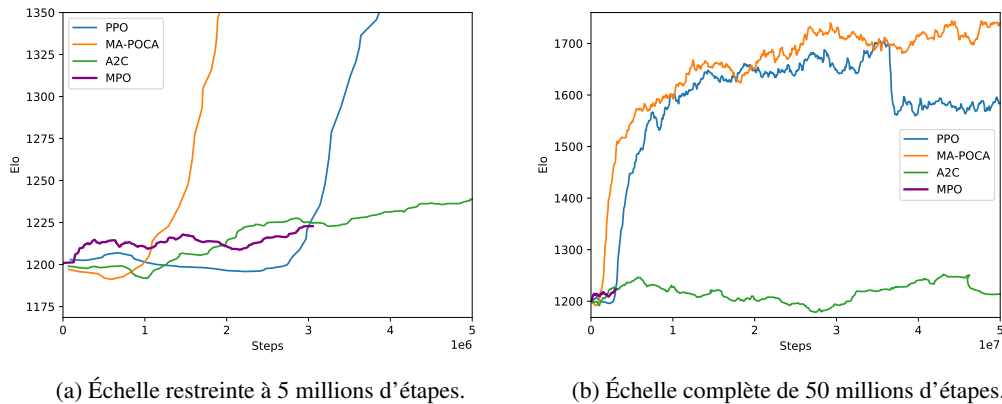 1350
1325
1300
1275
1250
1225
1200
1175
Elo
PPO
MA-POCA
A2C
MPO
0 1 2 3 4 5
Steps
1e6
(a) Échelle restreinte à 5 millions d'étapes.
1700
1600
1500
1400
1300
1200
Elo
PPO
MA-POCA
A2C
MPO
0 1 2 3 4 5
Steps
1e7
(b) Échelle complète de 50 millions d'étapes.